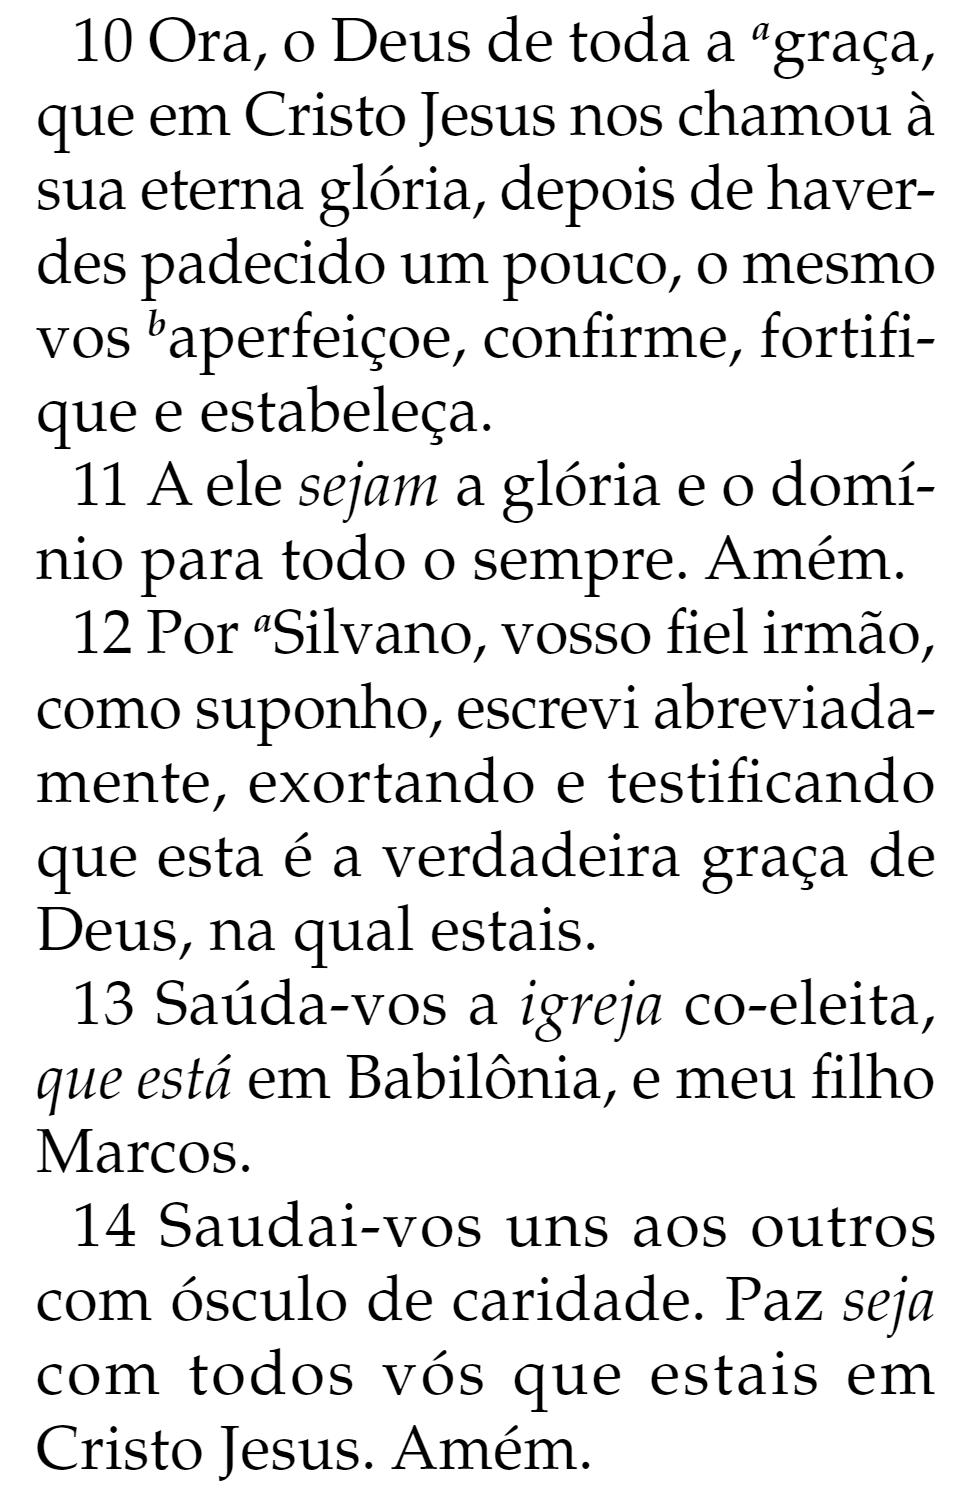 10 Ora, o Deus de toda a ᵃgraça,
que em Cristo Jesus nos chamou à
sua eterna glória, depois de haver-
des padecido um pouco, o mesmo
vos ᵇaperfeiçoe, confirme, fortifi-
que e estabeleça.
11 A ele sejam a glória e o domí-
nio para todo o sempre. Amém.
12 Por ᵃSilvano, vosso fiel irmão,
como suponho, escrevi abreviada-
mente, exortando e testificando
que esta é a verdadeira graça de
Deus, na qual estais.
13 Saúda-vos a igreja co-eleita,
que está em Babilônia, e meu filho
Marcos.
14 Saudai-vos uns aos outros
com ósculo de caridade. Paz seja
com todos vós que estais em
Cristo Jesus. Amém.